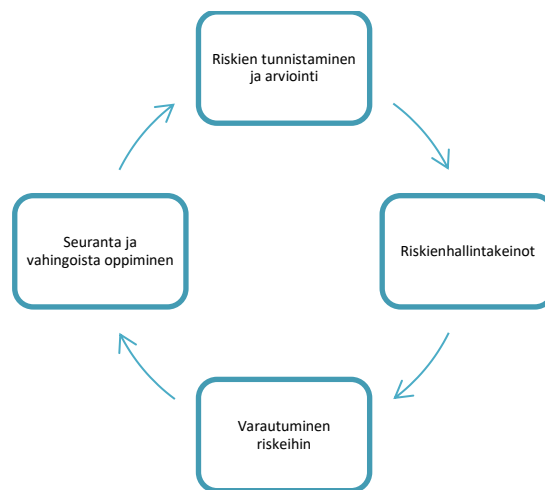 Riskien tunnistaminen
ja arviointi
Riskienhallintakeinot
Varautuminen
riskeihin
Seuranta ja
vahingoista oppiminen